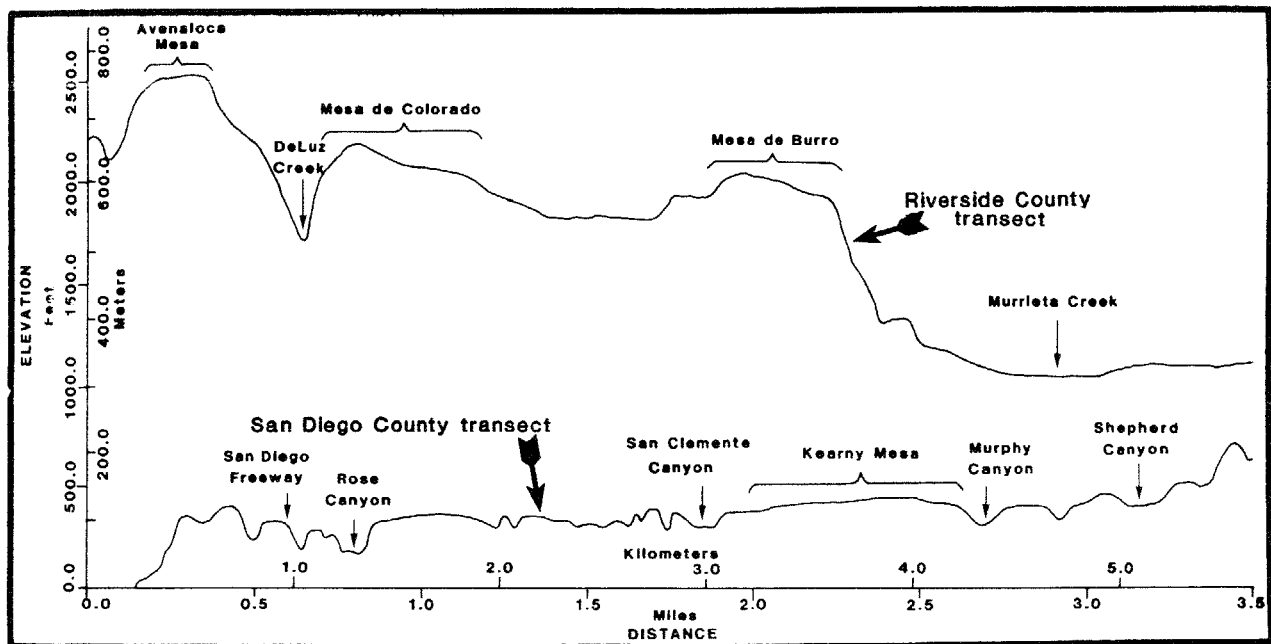 Avenaloca
Mesa
Mesa de Colorado
DeLuz
Creek
Mesa de Burro
Riverside County
transect
Murrieta Creek
San Diego County transect
San Diego
Freeway
Rose
Canyon
San Clemente
Canyon
Kearny Mesa
Murphy
Canyon
Shepherd
Canyon
ELEVATION
Feet
Meters
2500.0
2000.0
1500.0
1000.0
500.0
0.0
800.0
600.0
400.0
200.0
Kilometers
1.0 2.0 3.0 4.0 5.0
0.0 0.5 1.0 1.5 2.0 2.5 3.0 3.5
Miles
DISTANCE